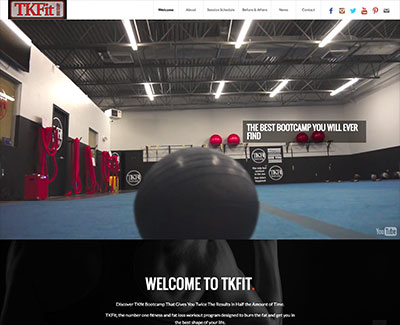 TKFit
Welcome
About
Session Schedule
Before & Afters
News
Contact
THE BEST BOOTCAMP YOU WILL EVER
FIND
YouTube
WELCOME TO TKFIT.
Discover TKfit Bootcamp That Gives You Twice The Results In Half the Amount of Time.
TKFit, the number one fitness and fat loss workout program designed to burn the fat and get you in
the best shape of your life.